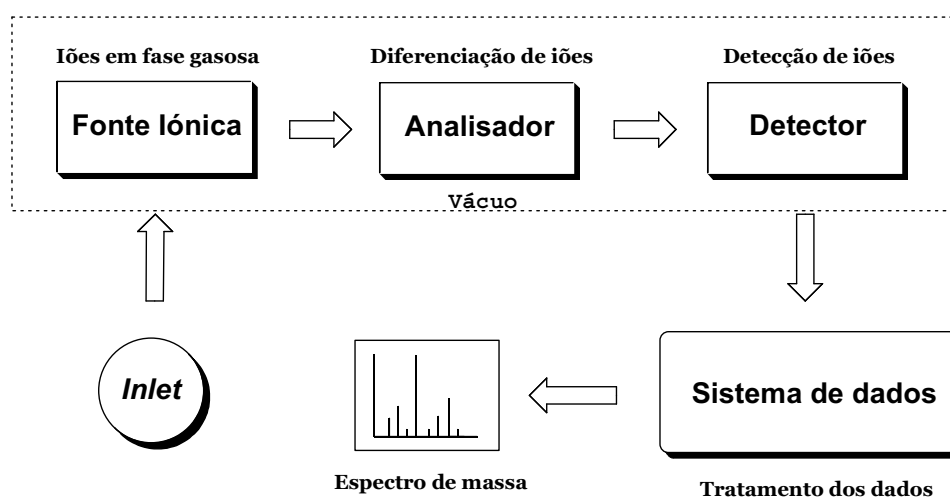 Iões em fase gasosa
Diferenciação de iões
Detecção de iões
Fonte Iónica
Analisador
Detector
Vácuo
Inlet
Sistema de dados
Espectro de massa
Tratamento dos dados